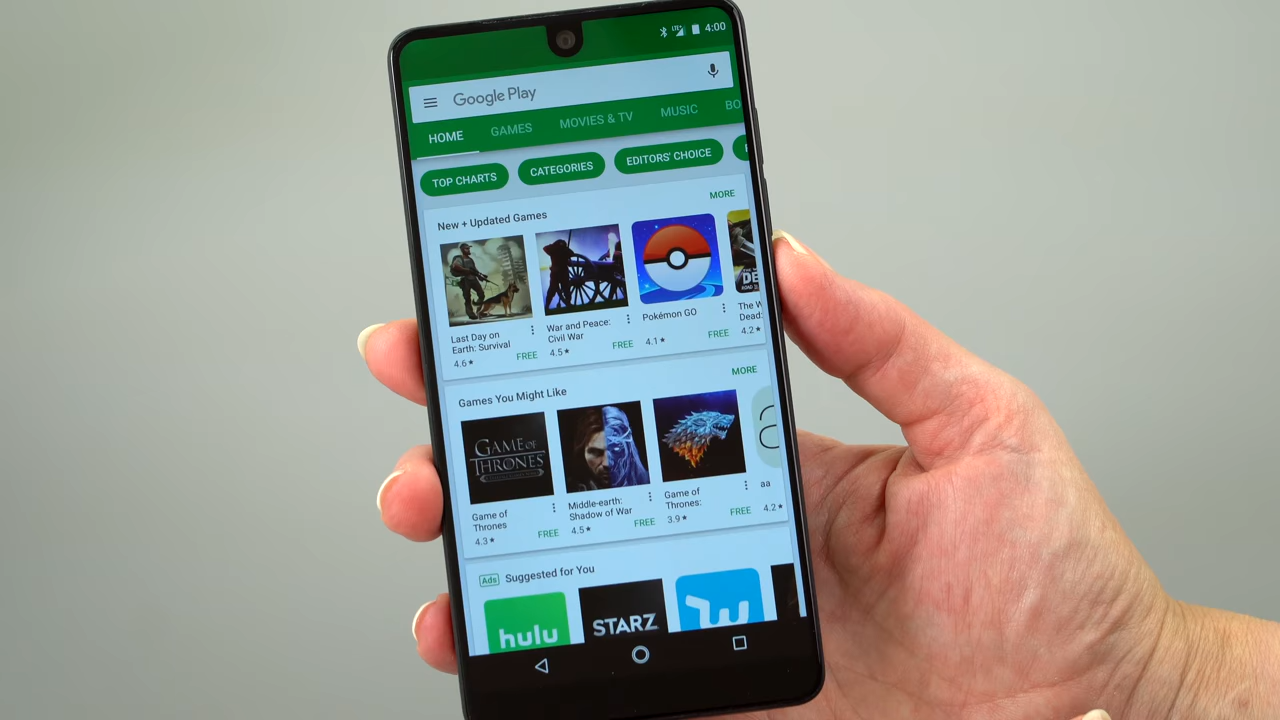 LTE 4:00
Google Play
HOME GAMES MOVIES & TV MUSIC BO
TOP CHARTS CATEGORIES EDITORS' CHOICE
New + Updated Games MORE
Last Day on
Earth: Survival
4.6★ FREE
War and Peace:
Civil War
4.5★ FREE
Pokémon GO
4.1★ FREE
DE
The W
Dead:
4.2★
Games You Might Like MORE
GAME OF
THRONES
Game of
Thrones
4.3★ FREE
Middle-earth:
Shadow of War
4.5★ FREE
Game of
Thrones:
3.9★ FREE
aa
4.2★
Ads Suggested for You
hulu STARZ